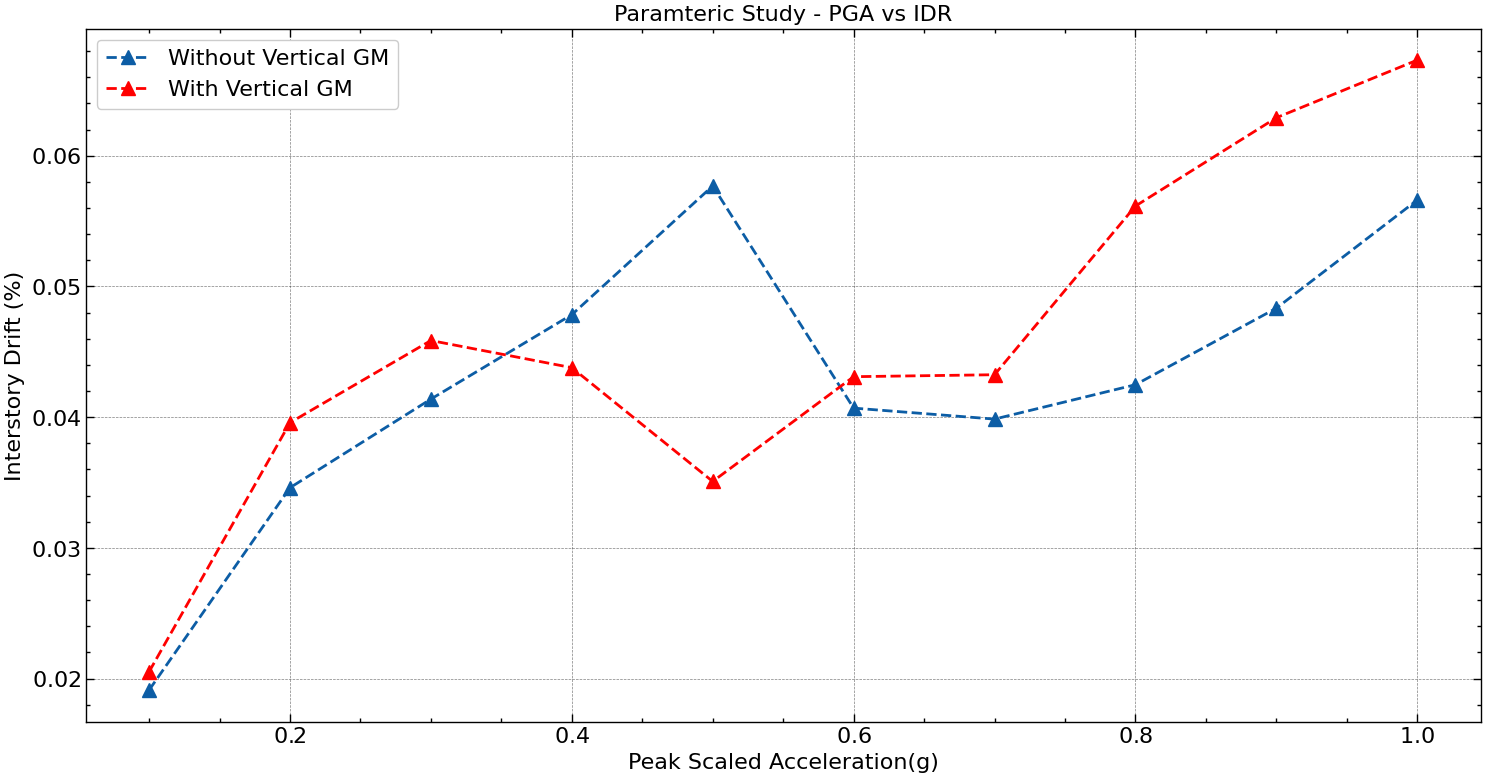 Paramteric Study - PGA vs IDR
Without Vertical GM
With Vertical GM
Interstory Drift (%)
0.06
0.05
0.04
0.03
0.02
0.2 0.4 0.6 0.8 1.0
Peak Scaled Acceleration(g)